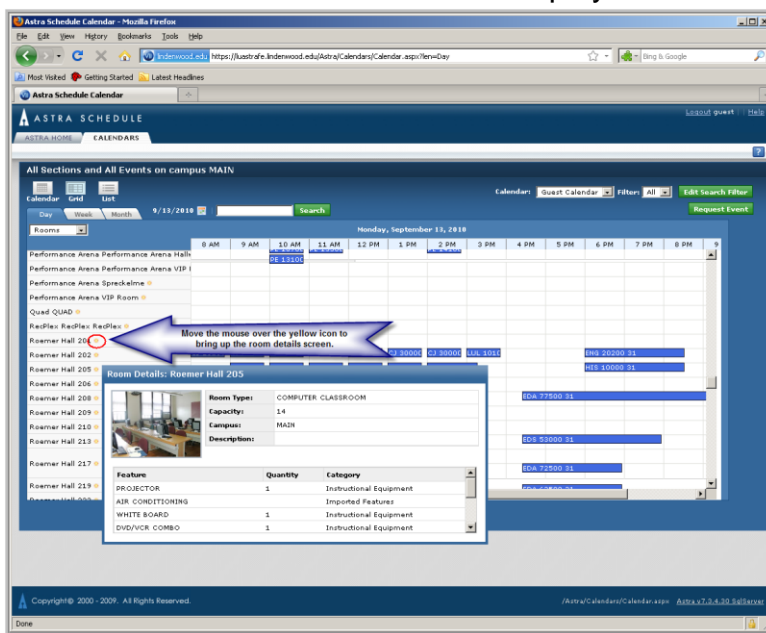 Astra Schedule Calendar - Mozilla Firefox
File Edit View History Bookmarks Tools Help
lindenwood.edu https://luastrafe.lindenwood.edu/Astra/Calendars/Calendar.aspx?len=Day
Bing & Google
Most Visited Getting Started Latest Headlines
Astra Schedule Calendar
ASTRA SCHEDULE
Logout guest Help
ASTRA HOME CALENDARS
All Sections and All Events on campus MAIN
Calendar Grid List
Calendar: Guest Calendar Filter: All Edit Search Filter
Day Week Month 9/13/2010 Search Request Event
Rooms Monday, September 13, 2010
8 AM 9 AM 10 AM 11 AM 12 PM 1 PM 2 PM 3 PM 4 PM 5 PM 6 PM 7 PM 8 PM 9
Performance Arena Performance Arena Hallw
PE 1310C
Performance Arena Performance Arena VIP
Performance Arena Spreckelme
Performance Arena VIP Room
Quad QUAD
RecPlex RecPlex RecPlex
Roemer Hall
Move the mouse over the yellow icon to
bring up the room details screen.
Roemer Hall 202 CJ 3000C CJ 3000C LUL 101C ENG 20200 31
Roemer Hall 205 HIS 10000 31
Room Details: Roemer Hall 205
Roemer Hall 206
Roemer Hall 208 EDA 77500 31
Roemer Hall 209
Roemer Hall 210
Roemer Hall 213 EDS 53000 31
Roemer Hall 217 EDA 72500 31
Roemer Hall 219
Room Type: COMPUTER CLASSROOM
Capacity: 14
Campus: MAIN
Description:
Feature Quantity Category
PROJECTOR 1 Instructional Equipment
AIR CONDITIONING Imported Features
WHITE BOARD 1 Instructional Equipment
DVD/VCR COMBO 1 Instructional Equipment
Copyright© 2000 - 2009. All Rights Reserved.
/Astra/Calendars/Calendar.aspx Astra v7.3.4.30 SqlServer
Done